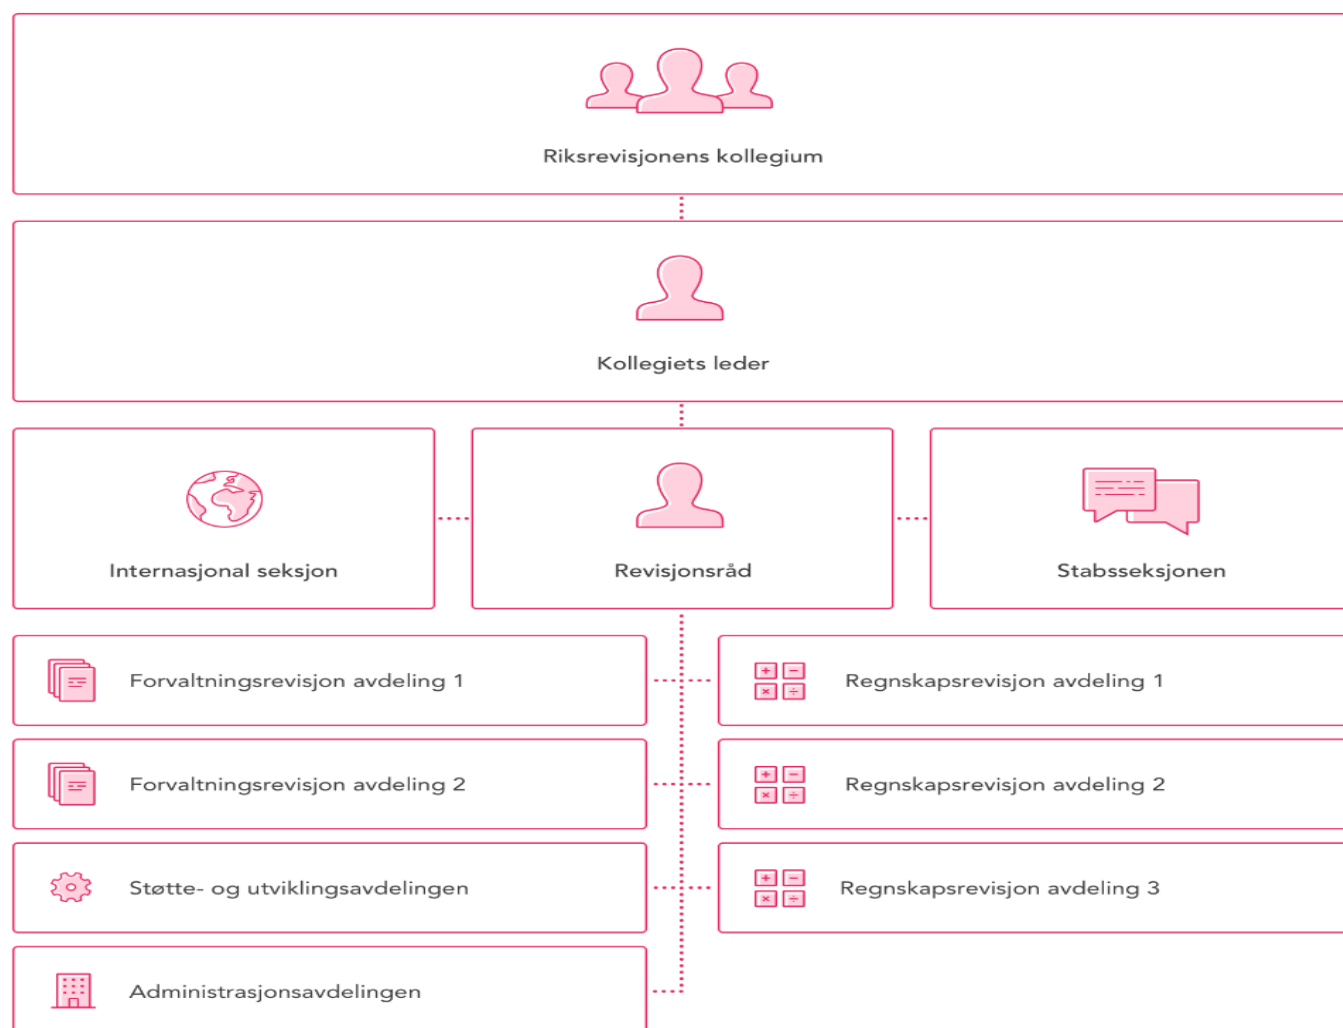 Riksrevisjonens kollegium
Kollegiets leder
Internasjonal seksjon
Revisjonsråd
Stabsseksjonen
Forvaltningsrevisjon avdeling 1
Regnskapsrevisjon avdeling 1
Forvaltningsrevisjon avdeling 2
Regnskapsrevisjon avdeling 2
Støtte- og utviklingsavdelingen
Regnskapsrevisjon avdeling 3
Administrasjonsavdelingen